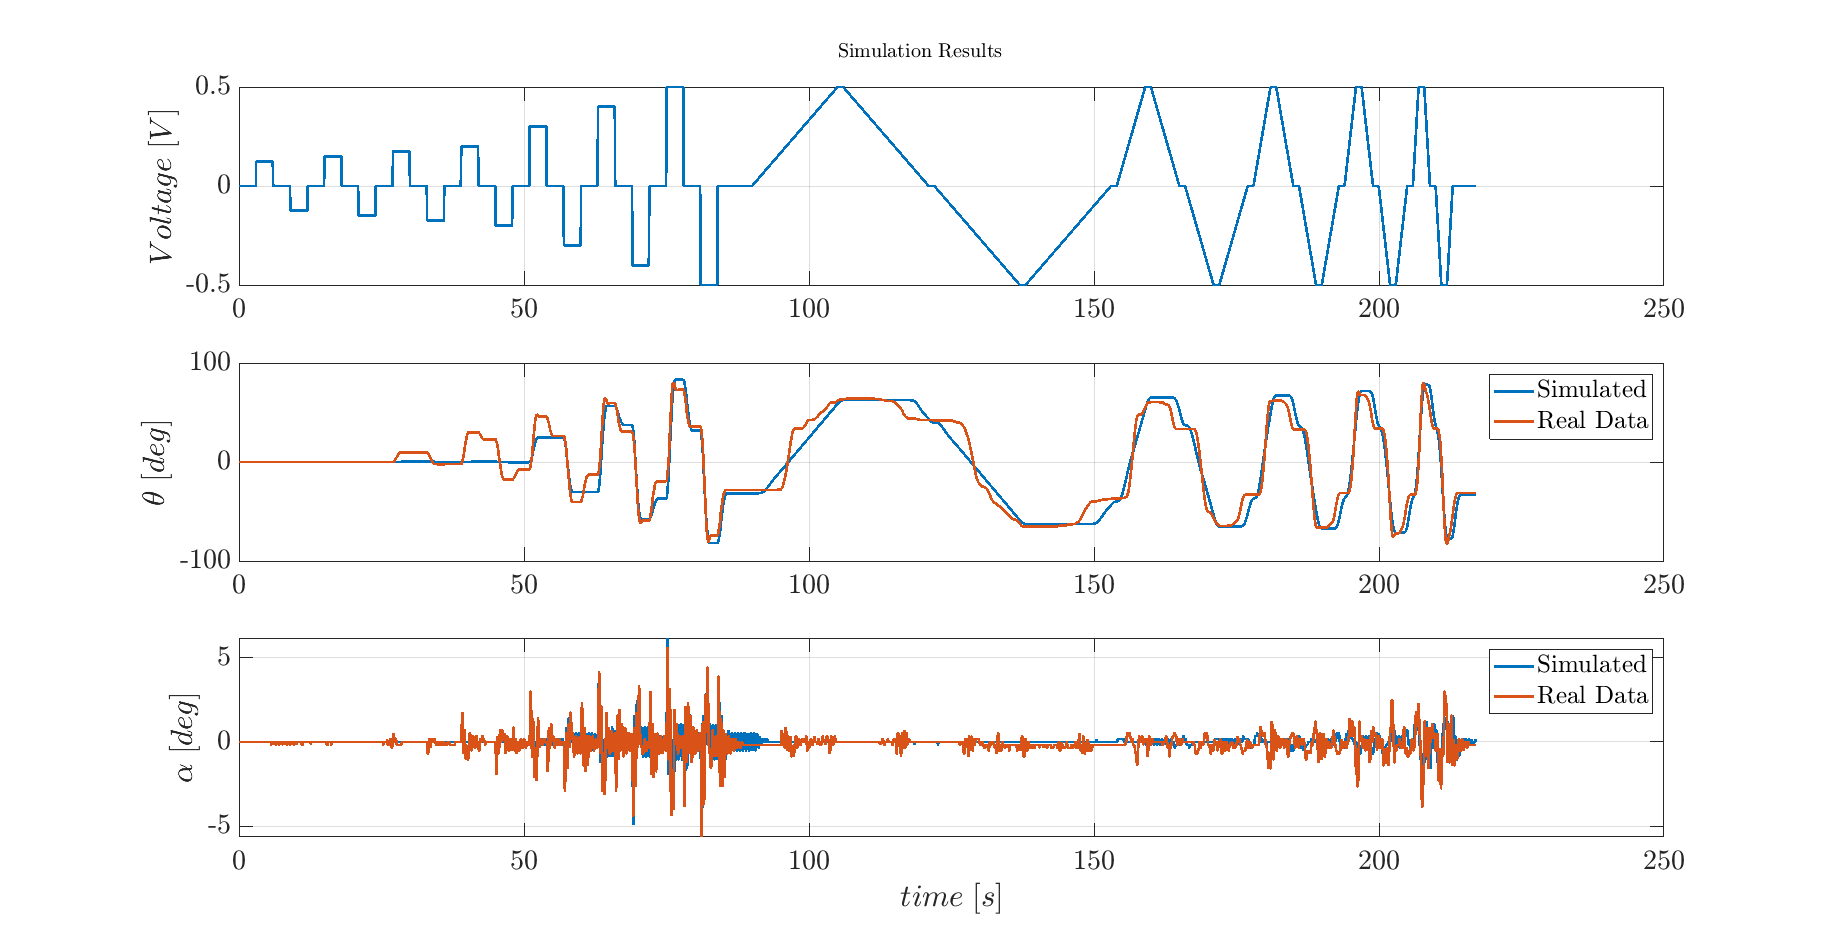 Simulation Results
Voltage [V]
0.5
0
-0.5
0 50 100 150 200 250
θ [deg]
100
0
-100
Simulated
Real Data
0 50 100 150 200 250
α [deg]
5
0
-5
Simulated
Real Data
0 50 100 150 200 250
time [s]